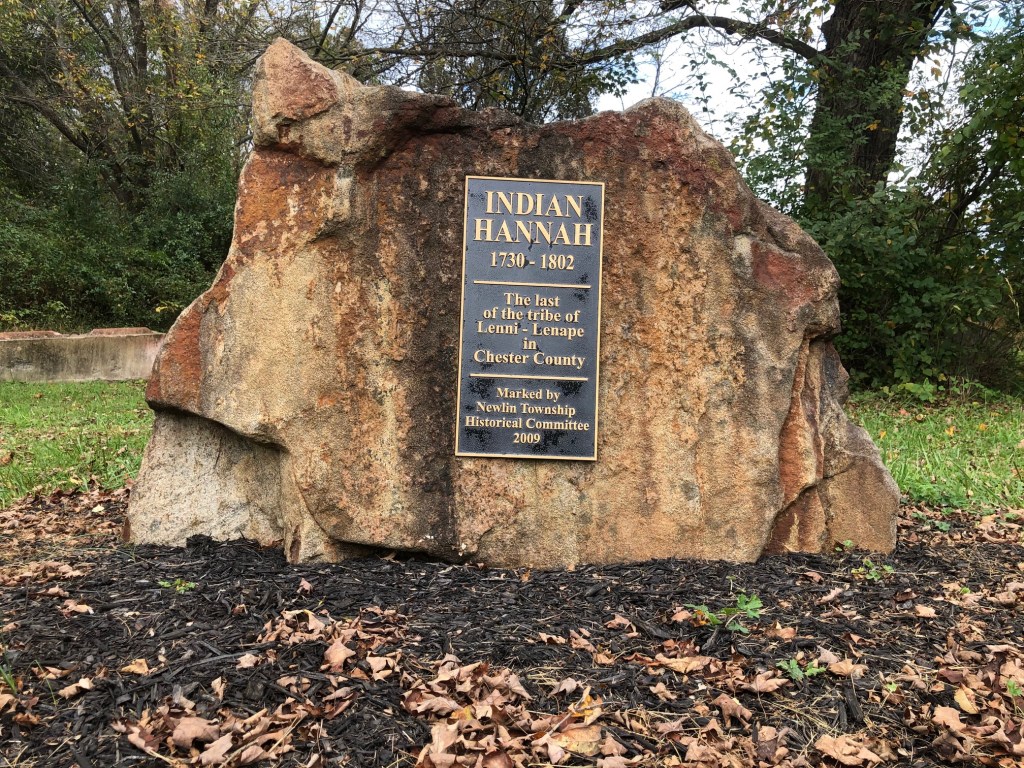 INDIAN
HANNAH
1730 - 1802
The last
of the tribe of
Lenni - Lenape
in
Chester County
Marked by
Newlin Township
Historical Committee
2009